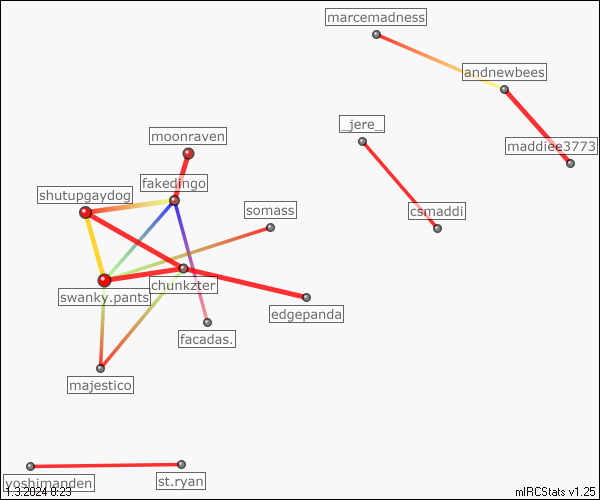 marcemadness
andnewbees
_jere_
moonraven
maddiee3773
fakedingo
shutupgaydog
somass
csmaddi
chunkzter
swanky.pants
edgepanda
facadas.
majestico
yoshimanden
st.ryan
1.3.2024 8:23
mIRCStats v1.25